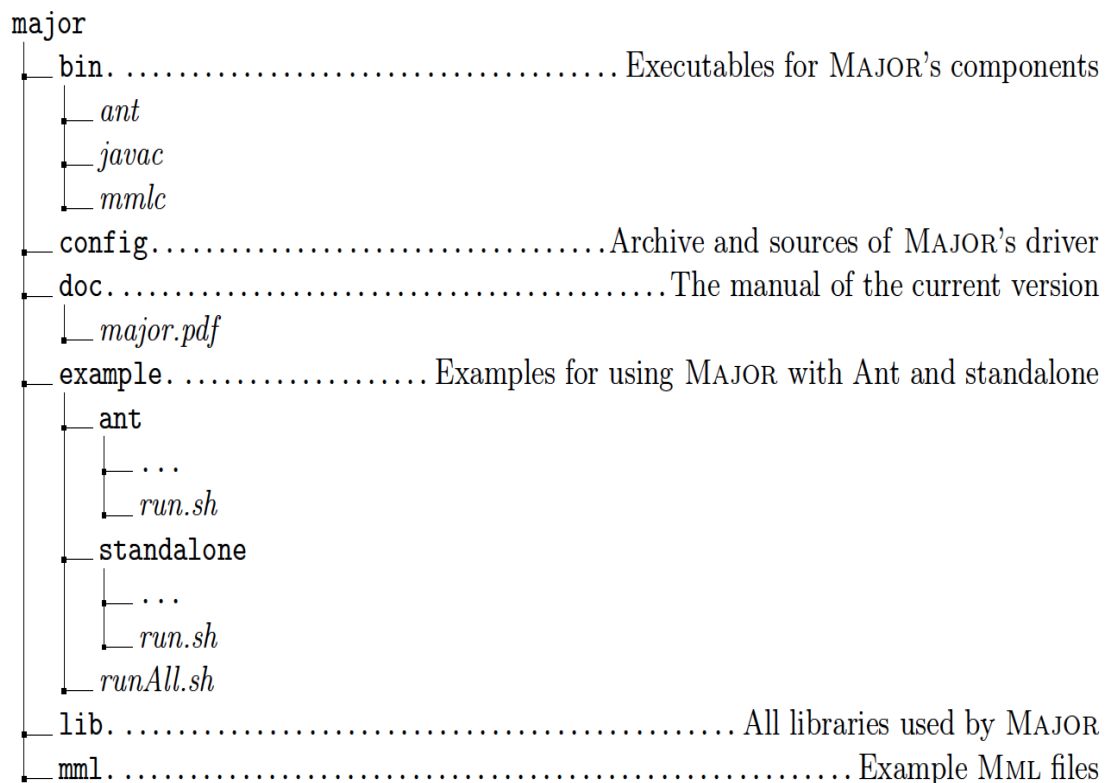 major
bin. . . . . . . . . . . . . . . . . . . . . . . . . . . . . . . . . . . . . . Executables for MAJOR's components
ant
javac
mmlc
config. . . . . . . . . . . . . . . . . . . . . . . . . . . . . . . . . . Archive and sources of MAJOR's driver
doc. . . . . . . . . . . . . . . . . . . . . . . . . . . . . . . . . . . . . . . . . The manual of the current version
major.pdf
example. . . . . . . . . . . . . . . . . . . . Examples for using MAJOR with Ant and standalone
ant
. . .
run.sh
standalone
. . .
run.sh
runAll.sh
lib. . . . . . . . . . . . . . . . . . . . . . . . . . . . . . . . . . . . . . . . . . . . . . . All libraries used by MAJOR
mml. . . . . . . . . . . . . . . . . . . . . . . . . . . . . . . . . . . . . . . . . . . . . . . . . . . . . . . Example MML files